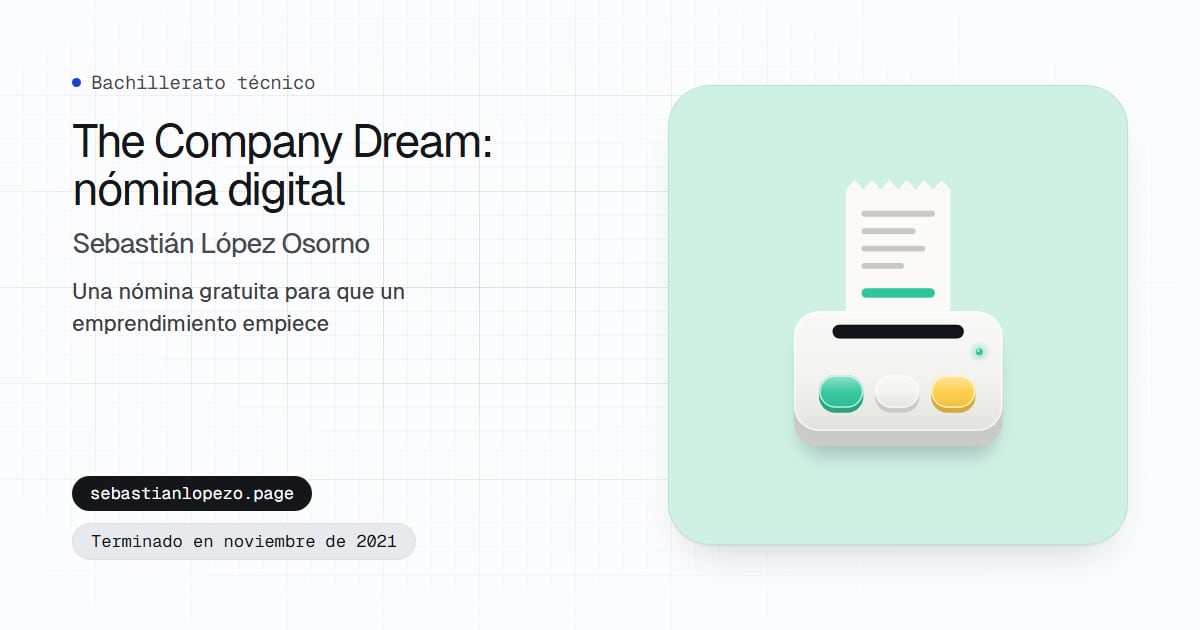 Bachillerato técnico
The Company Dream:
nómina digital
Sebastián López Osorno
Una nómina gratuita para que un
emprendimiento empiece
sebastianlopezo.page
Terminado en noviembre de 2021